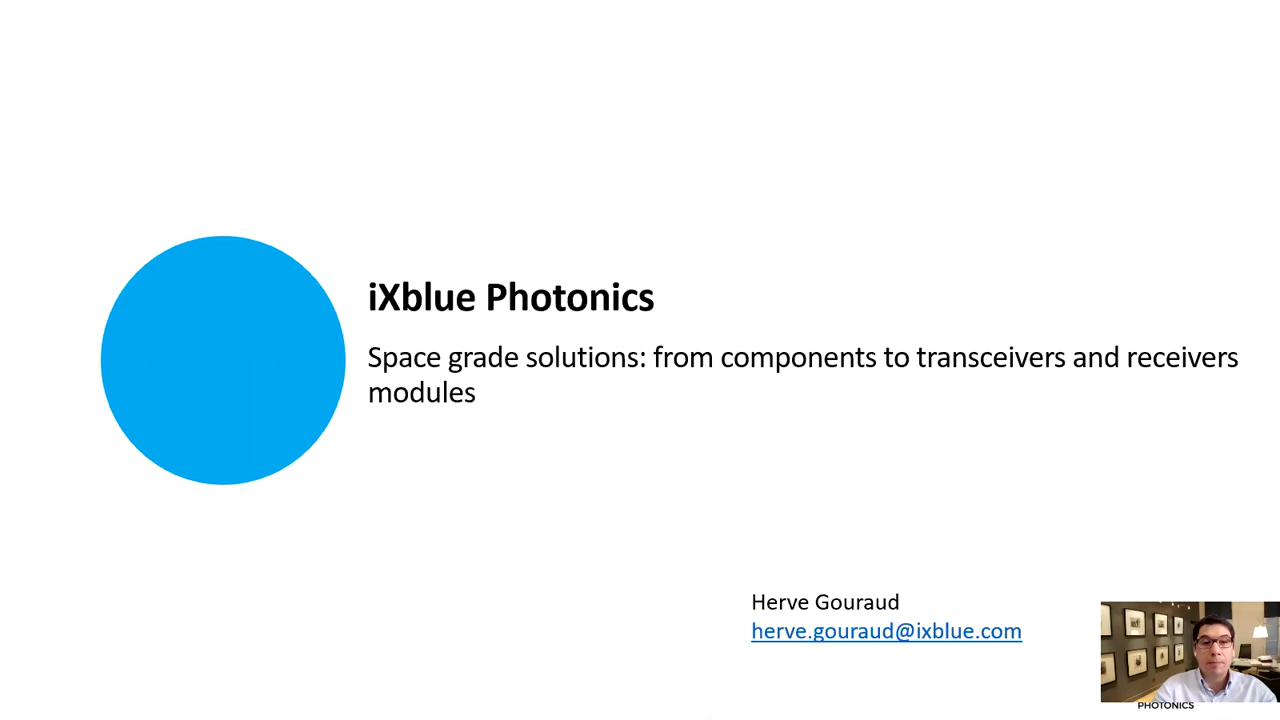 iXblue Photonics
Space grade solutions: from components to transceivers and receivers
modules
Herve Gouraud
herve.gouraud@ixblue.com
PHOTONICS